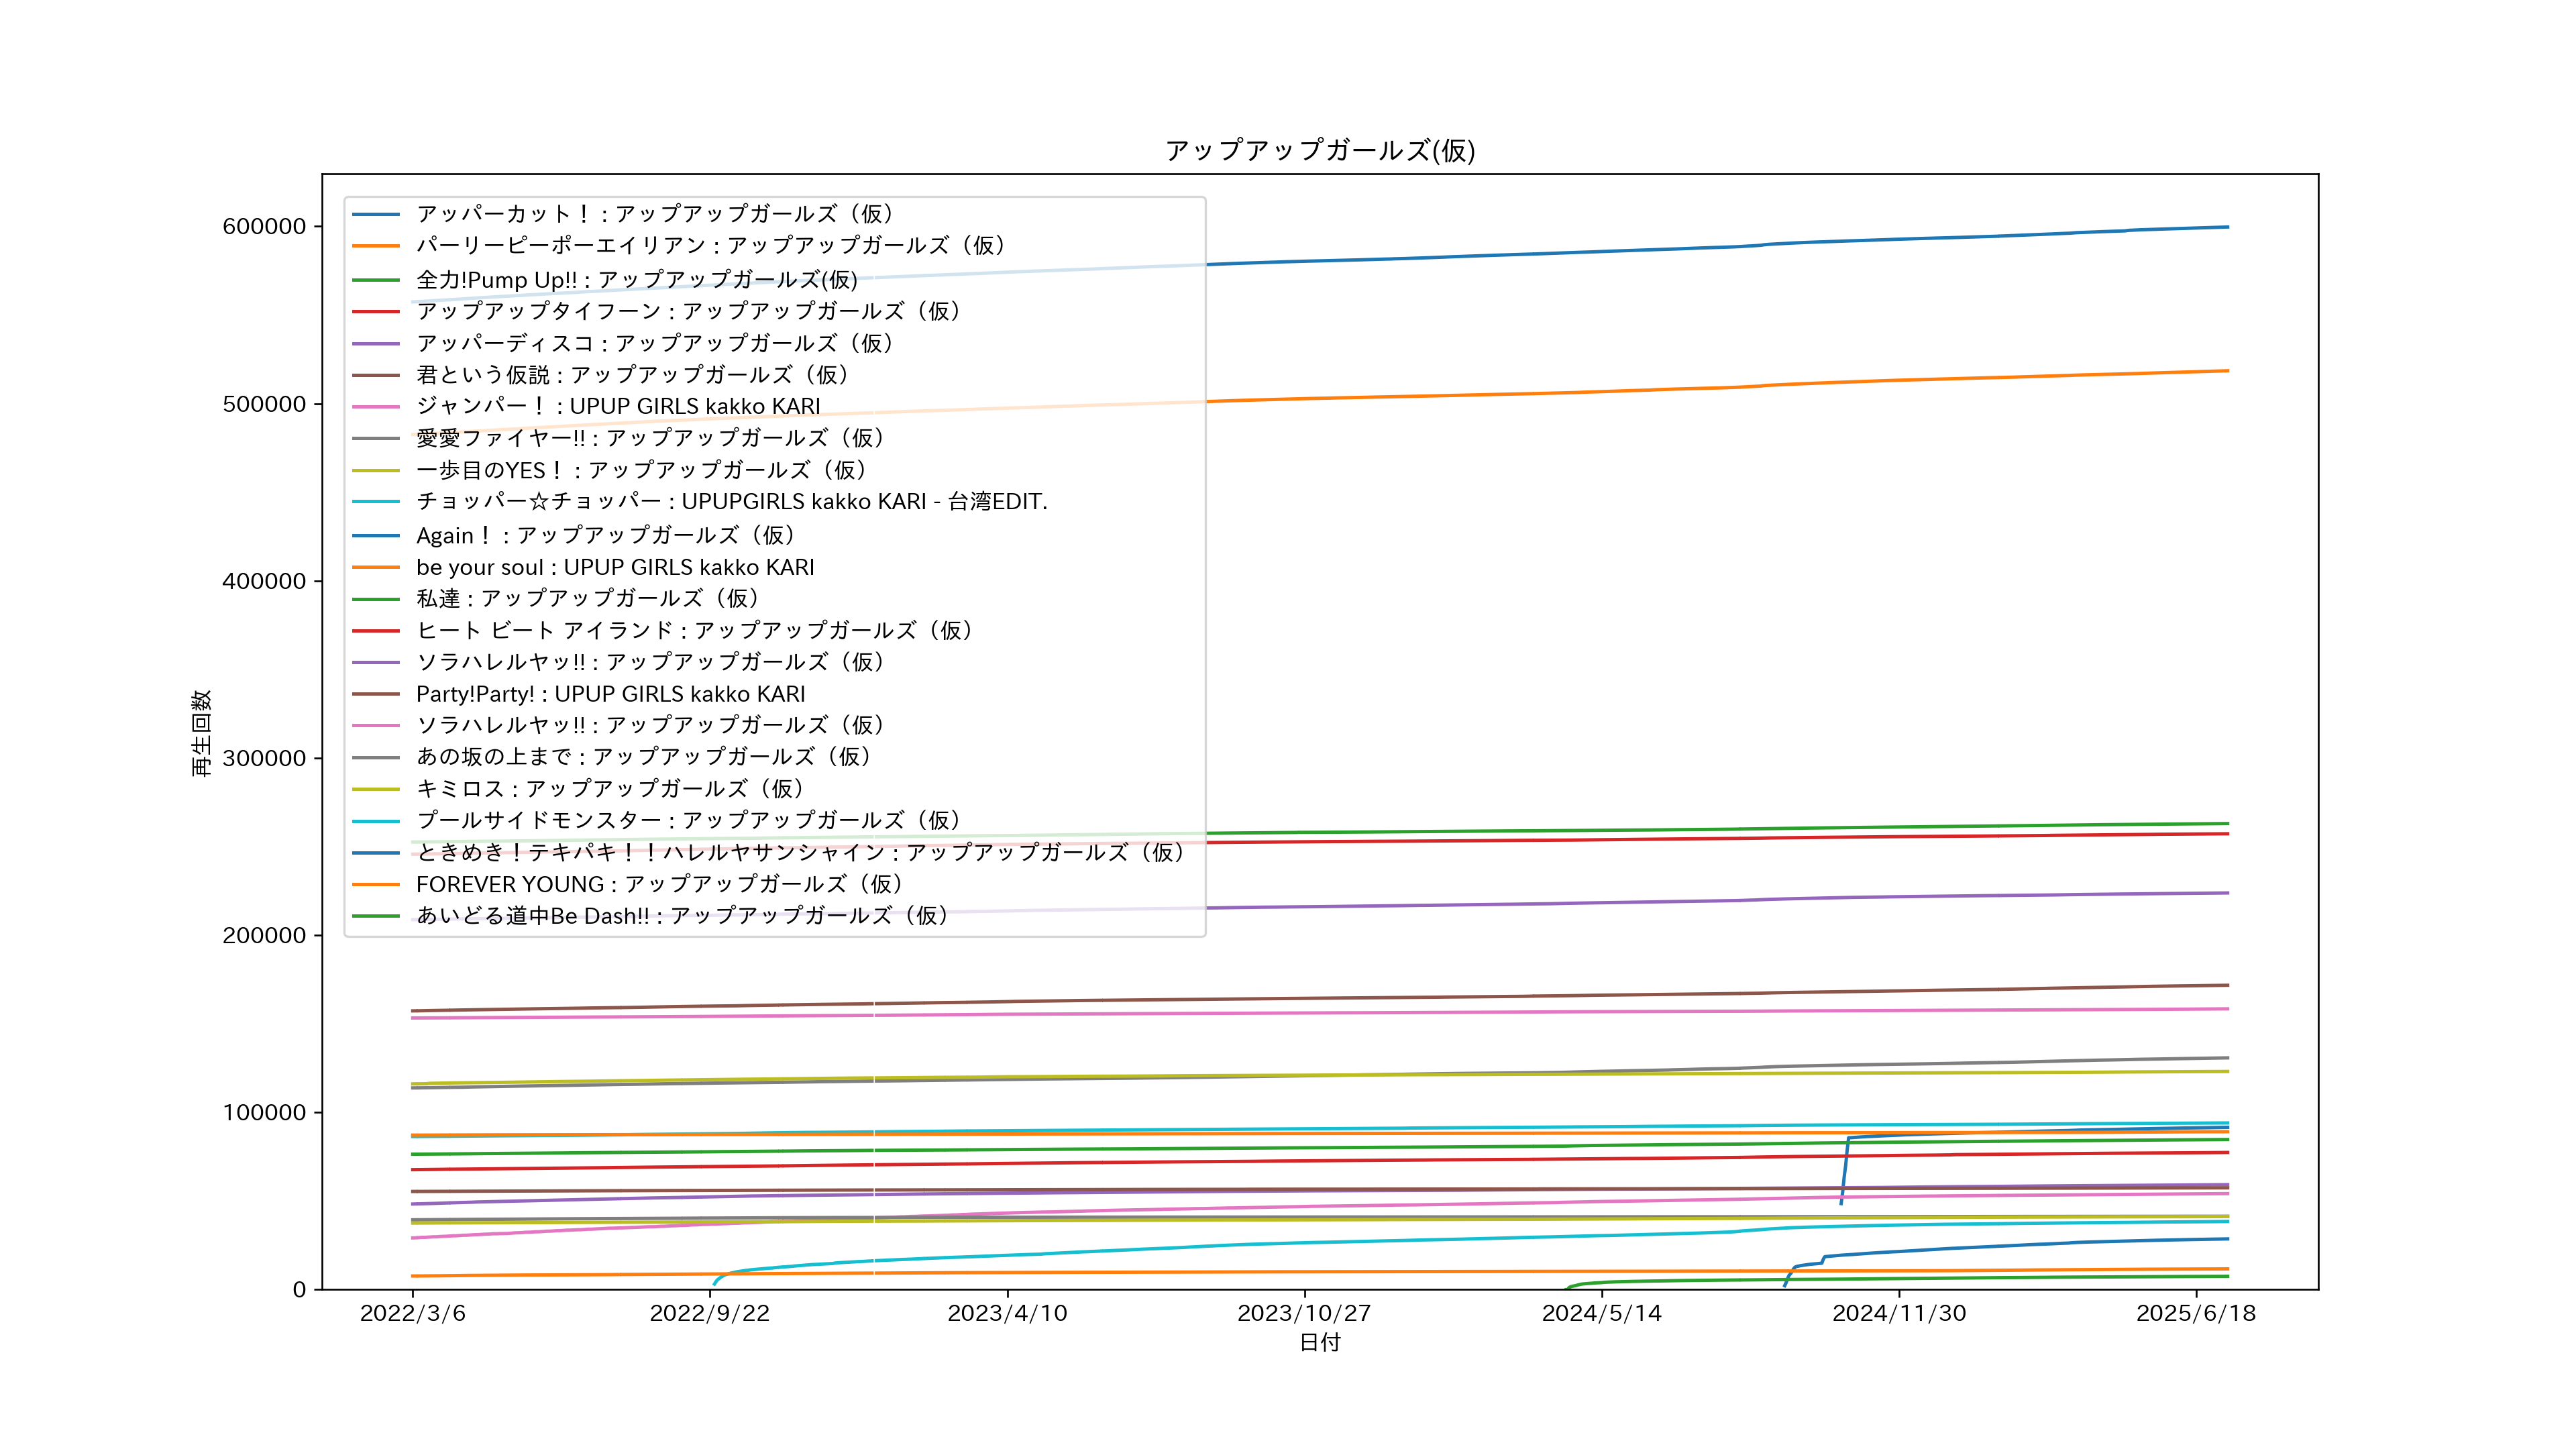 アップアップガールズ(仮)
アッパーカット！ : アップアップガールズ（仮）
パーリーピーポーエイリアン : アップアップガールズ（仮）
全力!Pump Up!! : アップアップガールズ(仮)
アップアップタイフーン : アップアップガールズ（仮）
アッパーディスコ : アップアップガールズ（仮）
君という仮説 : アップアップガールズ（仮）
ジャンパー！ : UPUP GIRLS kakko KARI
愛愛ファイヤー!! : アップアップガールズ（仮）
一歩目のYES！ : アップアップガールズ（仮）
チョッパー☆チョッパー : UPUPGIRLS kakko KARI - 台湾EDIT.
Again！ : アップアップガールズ（仮）
be your soul : UPUP GIRLS kakko KARI
私達 : アップアップガールズ（仮）
ヒート ビート アイランド : アップアップガールズ（仮）
ソラハレルヤッ!! : アップアップガールズ（仮）
Party!Party! : UPUP GIRLS kakko KARI
ソラハレルヤッ!! : アップアップガールズ（仮）
あの坂の上まで : アップアップガールズ（仮）
キミロス : アップアップガールズ（仮）
プールサイドモンスター : アップアップガールズ（仮）
ときめき！テキパキ！！ハレルヤサンシャイン : アップアップガールズ（仮）
FOREVER YOUNG : アップアップガールズ（仮）
あいどる道中Be Dash!! : アップアップガールズ（仮）
再生回数
600000
500000
400000
300000
200000
100000
0
2022/3/6
2022/9/22
2023/4/10
2023/10/27
2024/5/14
2024/11/30
2025/6/18
日付